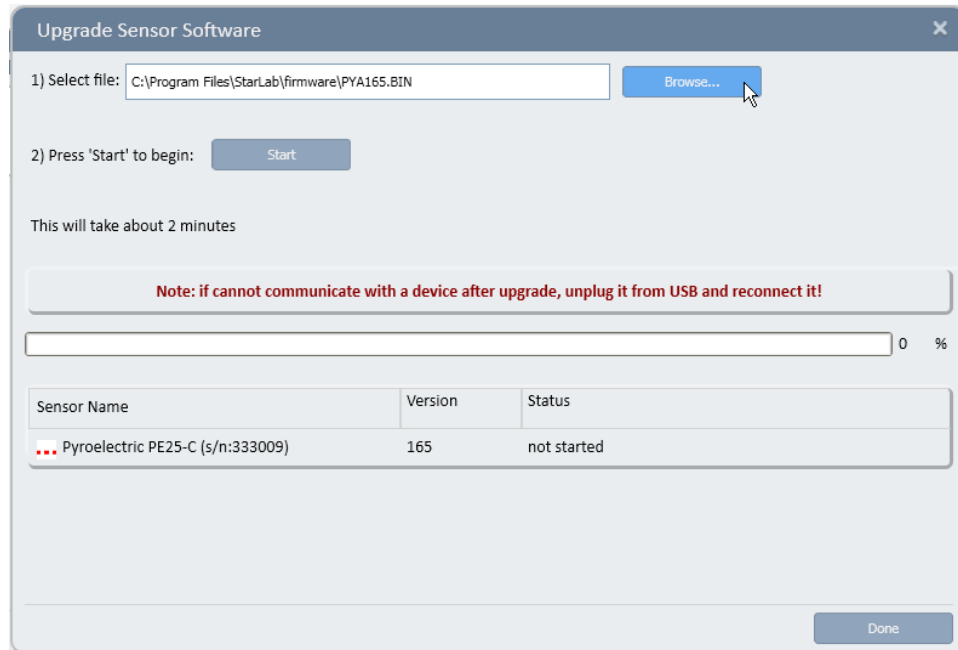 Upgrade Sensor Software
1) Select file: C:\Program Files\StarLab\firmware\PYA165.BIN Browse...
2) Press 'Start' to begin: Start
This will take about 2 minutes
Note: if cannot communicate with a device after upgrade, unplug it from USB and reconnect it!
0 %
Sensor Name Version Status
Pyroelectric PE25-C (s/n:333009) 165 not started
Done